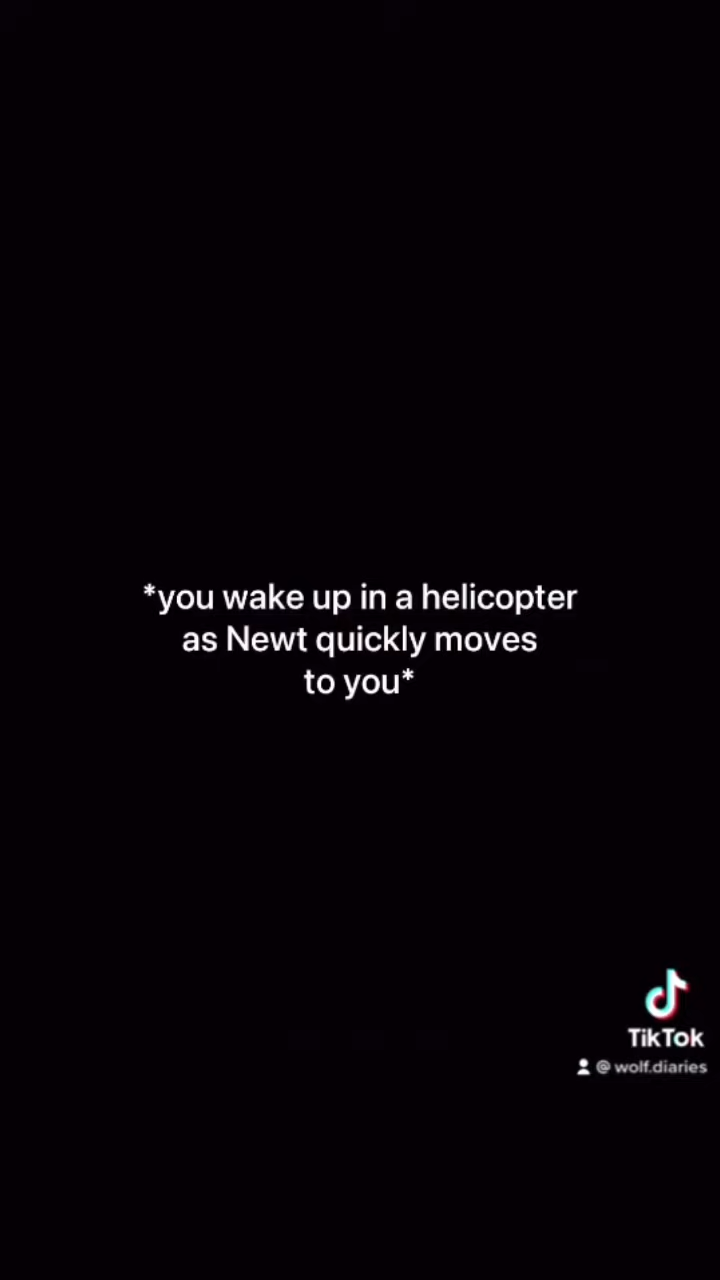 *you wake up in a helicopter
as Newt quickly moves
to you*
TikTok
@ wolf.diaries